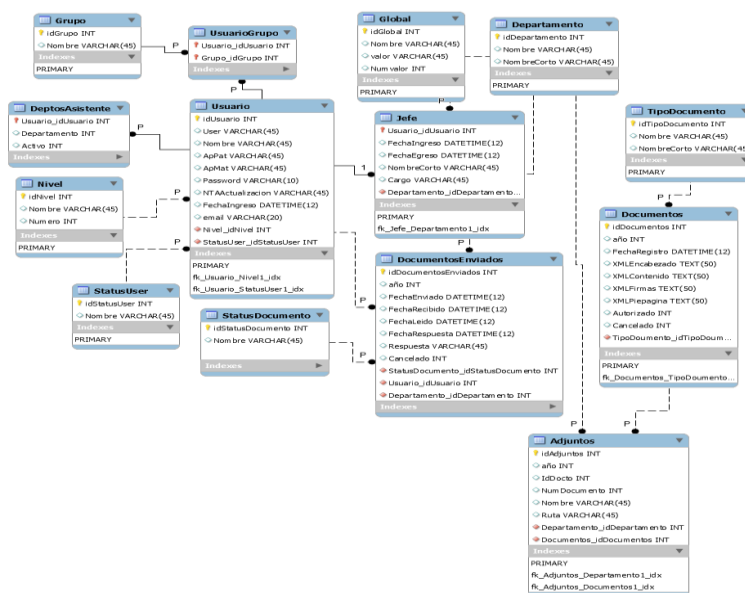 Grupo
idGrupo INT
Nombre VARCHAR(45)
Indexes
PRIMARY
P
UsuarioGrupo
Usuario_idUsuario INT
Grupo_idGrupo INT
Indexes
P
Global
idGlobal INT
Nombre VARCHAR(45)
valor VARCHAR(45)
Num valor INT
Indexes
PRIMARY
P
Departamento
idDepartamento INT
Nombre VARCHAR(45)
NombreCorto VARCHAR(45)
Indexes
PRIMARY
DeptosAsistente
Usuario_idUsuario INT
Departamento INT
Activo INT
Indexes
P
Usuario
idUsuario INT
User VARCHAR(45)
Nombre VARCHAR(45)
ApPat VARCHAR(45)
ApMat VARCHAR(45)
Password VARCHAR(10)
NTAActualizacion VARCHAR(45)
FechaIngreso DATETIME(12)
email VARCHAR(20)
Nivel_idNivel INT
StatusUser_idStatusUser INT
Indexes
PRIMARY
fk_Usuario_Nivel1_idx
fk_Usuario_StatusUser1_idx
Jefe
Usuario_idUsuario INT
FechaIngreso DATETIME(12)
FechaEgreso DATETIME(12)
NombreCorto VARCHAR(45)
Cargo VARCHAR(45)
Departamento_idDepartamento...
Indexes
PRIMARY
fk_Jefe_Departamento1_idx
1
P
TipoDocumento
idTipoDocumento INT
Nombre VARCHAR(45)
NombreCorto VARCHAR(45
Indexes
PRIMARY
P
Nivel
idNivel INT
Nombre VARCHAR(45)
Numero INT
Indexes
PRIMARY
P
P
StatusUser
idStatusUser INT
Nombre VARCHAR(45)
Indexes
PRIMARY
StatusDocumento
idStatusDocumento INT
Nombre VARCHAR(45)
Indexes
P
P
DocumentosEnviados
idDocumentosEnviados INT
año INT
FechaEnviado DATETIME(12)
FechaRecibido DATETIME(12)
FechaLeido DATETIME(12)
FechaRespuesta DATETIME(12)
Respuesta VARCHAR(45)
Cancelado INT
StatusDocumento_idStatusDocumento INT
Usuario_idUsuario INT
Departamento_idDepartamento INT
Indexes
Documentos
idDocumentos INT
año INT
FechaRegistro DATETIME(12)
XMLEncabezado TEXT(50)
XMLContenido TEXT(50)
XMLFirmas TEXT(50)
XMLPiepagina TEXT(50)
Autorizado INT
Cancelado INT
TipoDoumento_idTipoDoum...
Indexes
PRIMARY
fk_Documentos_TipoDoumento...
P
P
Adjuntos
idAdjuntos INT
año INT
IdDocto INT
NumDocumento INT
Nombre VARCHAR(45)
Ruta VARCHAR(45)
Departamento_idDepartamento INT
Documentos_idDocumentos INT
Indexes
PRIMARY
fk_Adjuntos_Departamento1_idx
fk_Adjuntos_Documentos1_idx